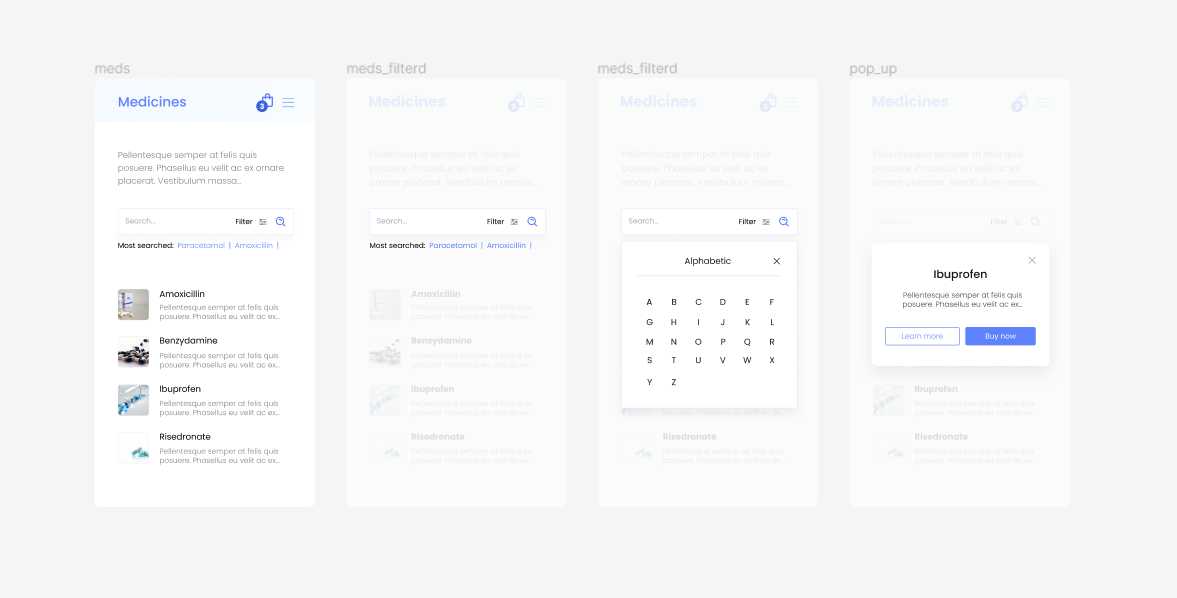 meds
Medicines
3
Pellentesque semper at felis quis
posuere. Phasellus eu velit ac ex ornare
placerat. Vestibulum massa...
Search...
Filter
Most searched: Paracetamol | Amoxicillin |
Amoxicillin
Pellentesque semper at felis quis
posuere. Phasellus eu velit ac ex...
Benzydamine
Pellentesque semper at felis quis
posuere. Phasellus eu velit ac ex...
Ibuprofen
Pellentesque semper at felis quis
posuere. Phasellus eu velit ac ex...
Risedronate
Pellentesque semper at felis quis
posuere. Phasellus eu velit ac ex...
meds_filterd
Medicines
3
Pellentesque semper at felis quis
posuere. Phasellus eu velit ac ex ornare
placerat. Vestibulum massa...
Search...
Filter
Most searched: Paracetamol | Amoxicillin |
Amoxicillin
Pellentesque semper at felis quis
posuere. Phasellus eu velit ac ex...
Benzydamine
Pellentesque semper at felis quis
posuere. Phasellus eu velit ac ex...
Ibuprofen
Pellentesque semper at felis quis
posuere. Phasellus eu velit ac ex...
Risedronate
Pellentesque semper at felis quis
posuere. Phasellus eu velit ac ex...
meds_filterd
Medicines
3
Pellentesque semper at felis quis
posuere. Phasellus eu velit ac ex ornare
placerat. Vestibulum massa...
Search...
Filter
Alphabetic
A B C D E F
G H I J K L
M N O P Q R
S T U V W X
Y Z
Risedronate
Pellentesque semper at felis quis
posuere. Phasellus eu velit ac ex...
pop_up
Medicines
3
Pellentesque semper at felis quis
posuere. Phasellus eu velit ac ex ornare
placerat. Vestibulum massa...
Search...
Filter
Ibuprofen
Pellentesque semper at felis quis
posuere. Phasellus eu velit ac ex...
Learn more
Buy now
Ibuprofen
Pellentesque semper at felis quis
posuere. Phasellus eu velit ac ex...
Risedronate
Pellentesque semper at felis quis
posuere. Phasellus eu velit ac ex...